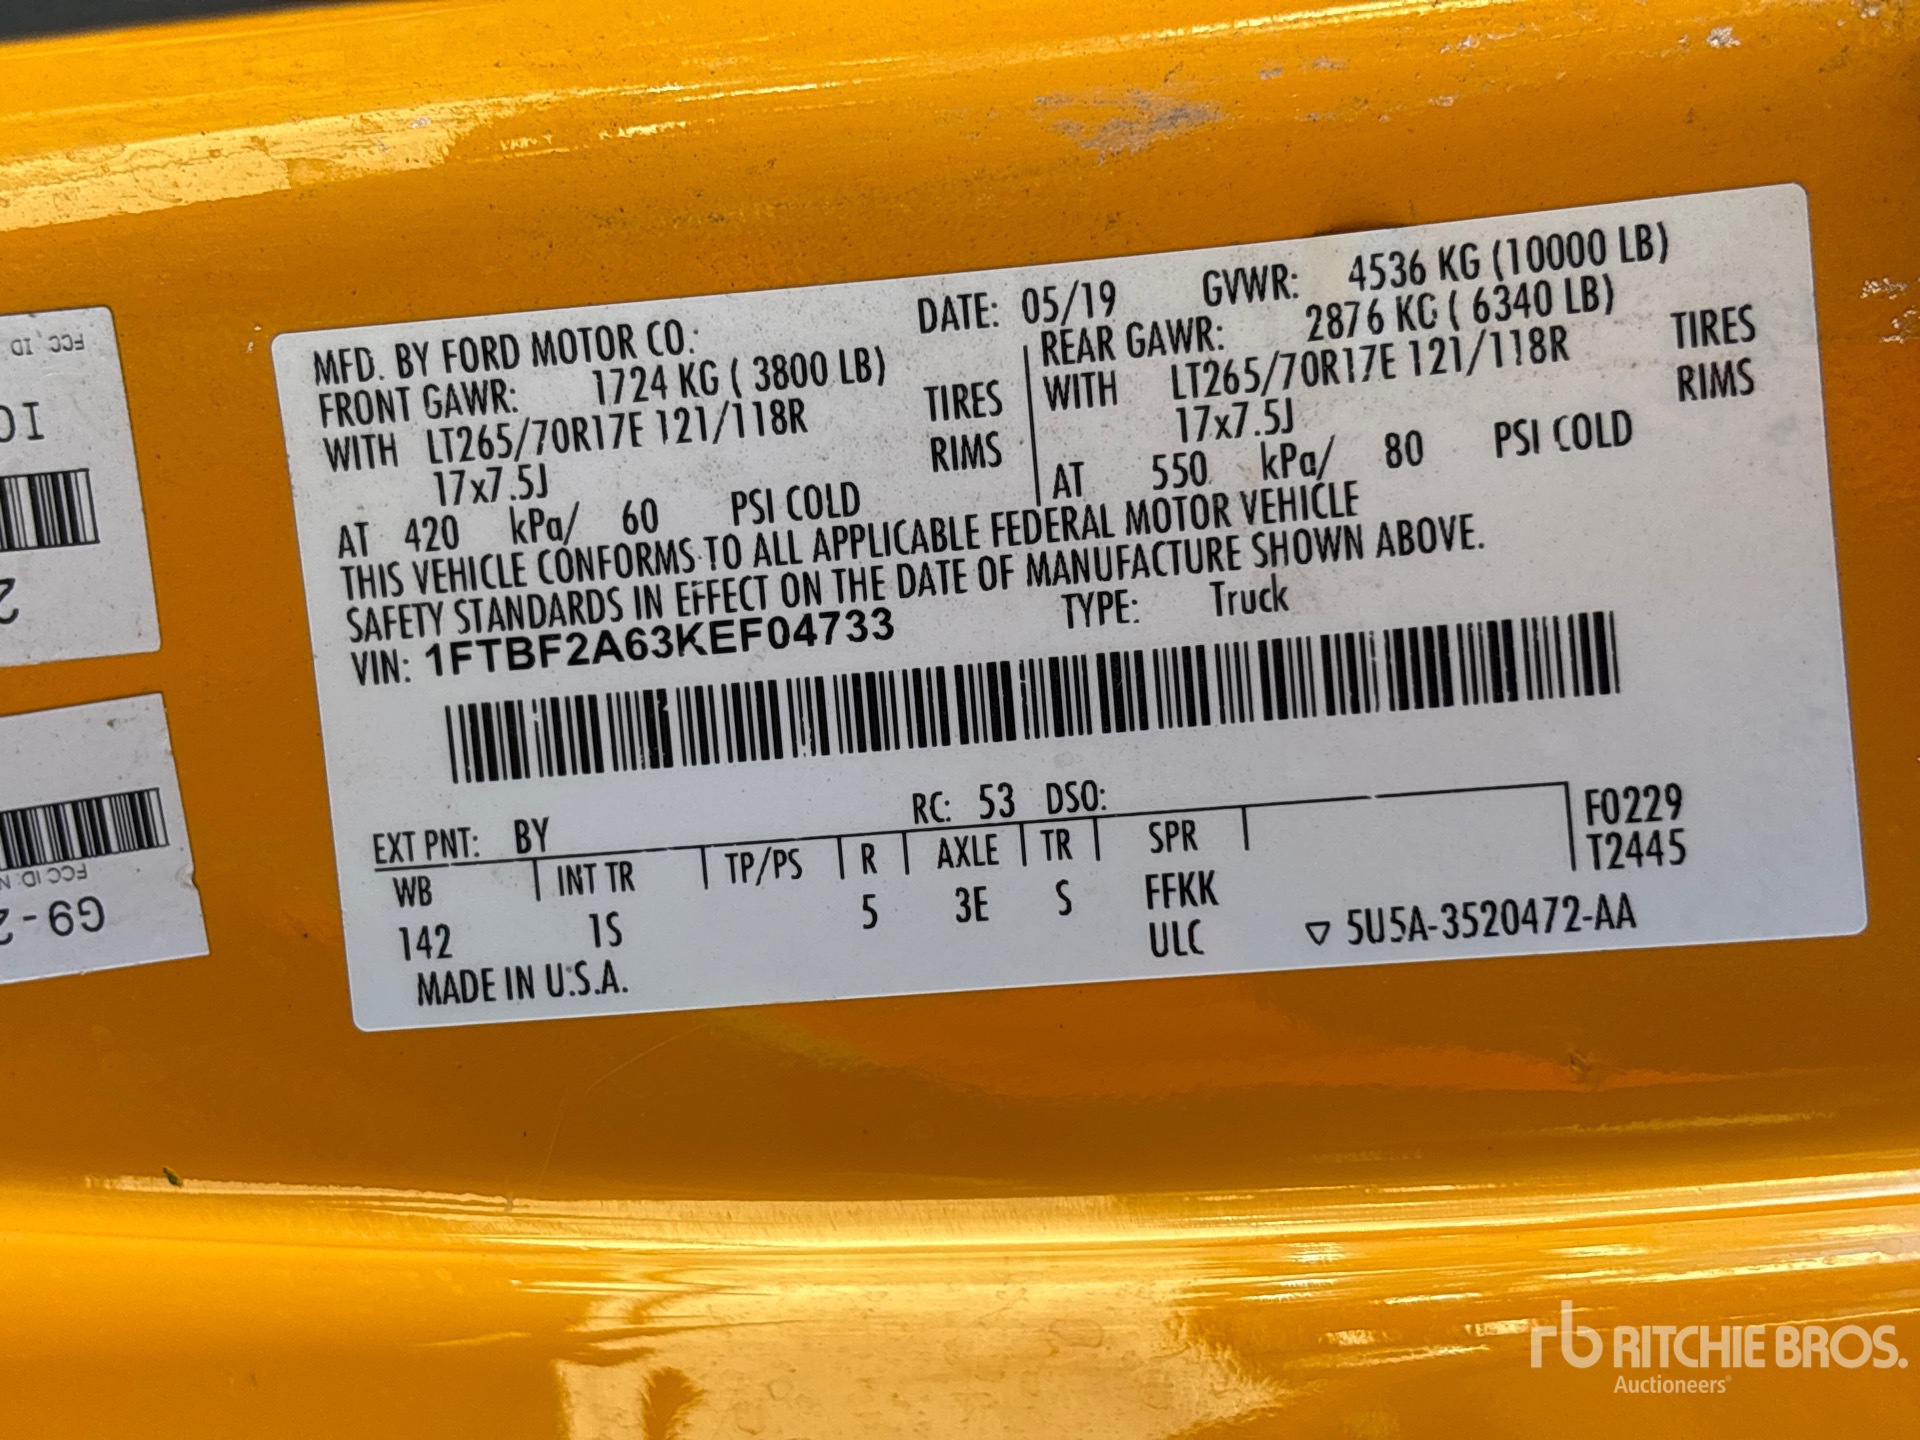 MFD. BY FORD MOTOR CO.: DATE: 05/19 GVWR: 4536 KG (10000 LB)
FRONT GAWR: 1724 KG ( 3800 LB) REAR GAWR: 2876 KG ( 6340 LB)
WITH LT265/70R17E 121/118R TIRES WITH LT265/70R17E 121/118R TIRES
17x7.5J RIMS 17x7.5J RIMS
AT 420 kPa/ 60 PSI COLD AT 550 kPa/ 80 PSI COLD
THIS VEHICLE CONFORMS TO ALL APPLICABLE FEDERAL MOTOR VEHICLE
SAFETY STANDARDS IN EFFECT ON THE DATE OF MANUFACTURE SHOWN ABOVE.
VIN: 1FTBF2A63KEF04733 TYPE: Truck
EXT PNT: BY RC: 53 DSO: F0229
WB INT TR TP/PS R AXLE TR SPR T2445
142 1S 5 3E S FFKK
ULC ▽ 5U5A-3520472-AA
MADE IN U.S.A.
FCC, ID
FCC ID
G9-
rb RITCHIE BROS.
Auctioneers